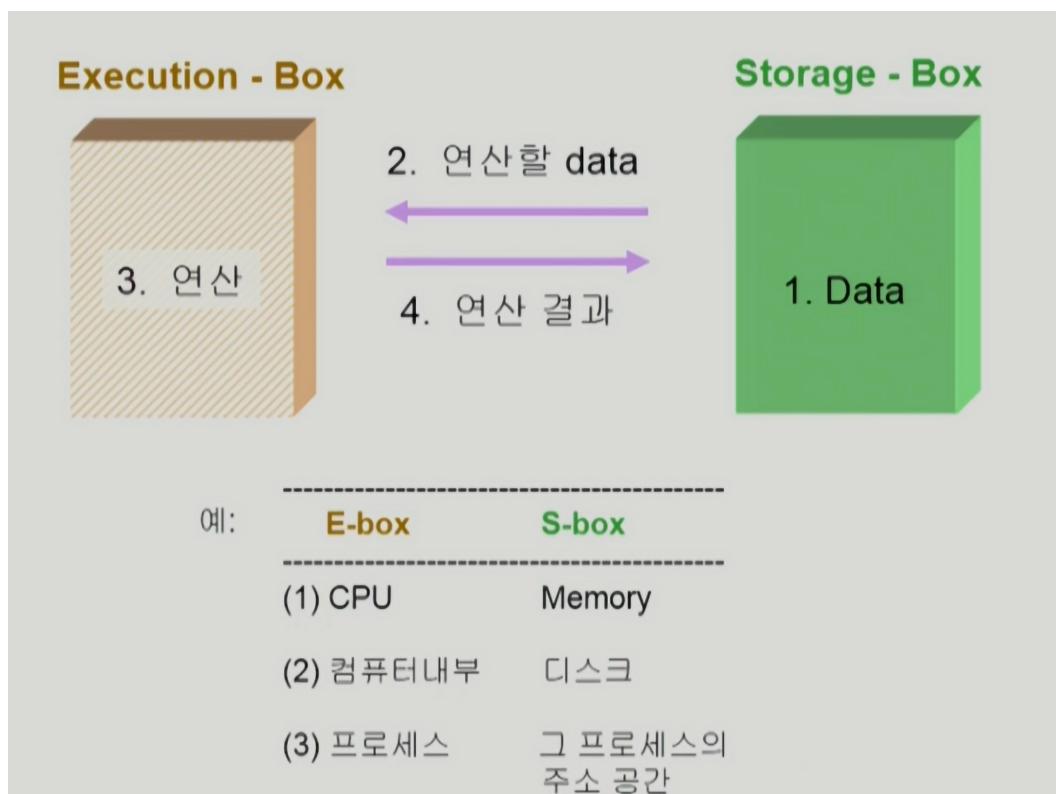 Execution - Box
Storage - Box
2. 연산할 data
3. 연산
1. Data
4. 연산 결과
예:
E-box S-box
(1) CPU Memory
(2) 컴퓨터내부 디스크
(3) 프로세스 그 프로세스의
주소 공간